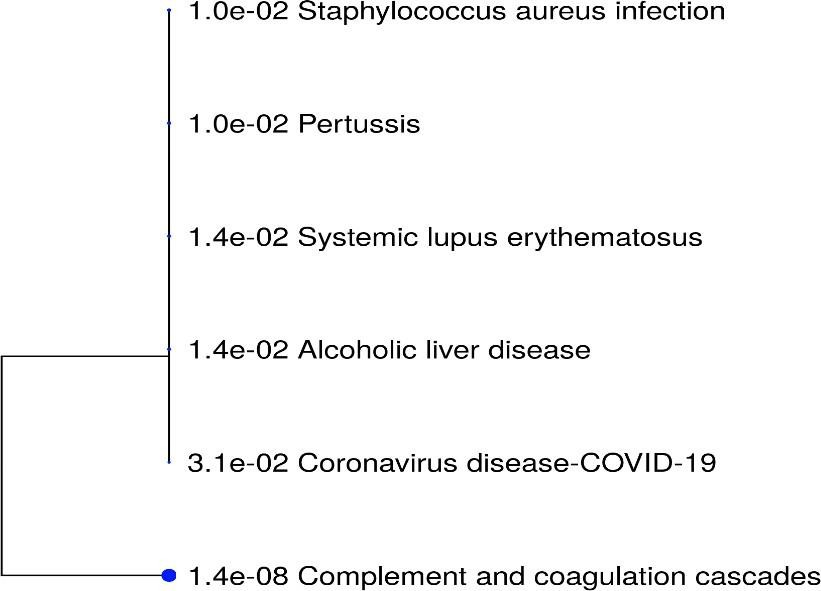 1.0e-02 Staphylococcus aureus infection
1.0e-02 Pertussis
1.4e-02 Systemic lupus erythematosus
1.4e-02 Alcoholic liver disease
3.1e-02 Coronavirus disease-COVID-19
1.4e-08 Complement and coagulation cascades